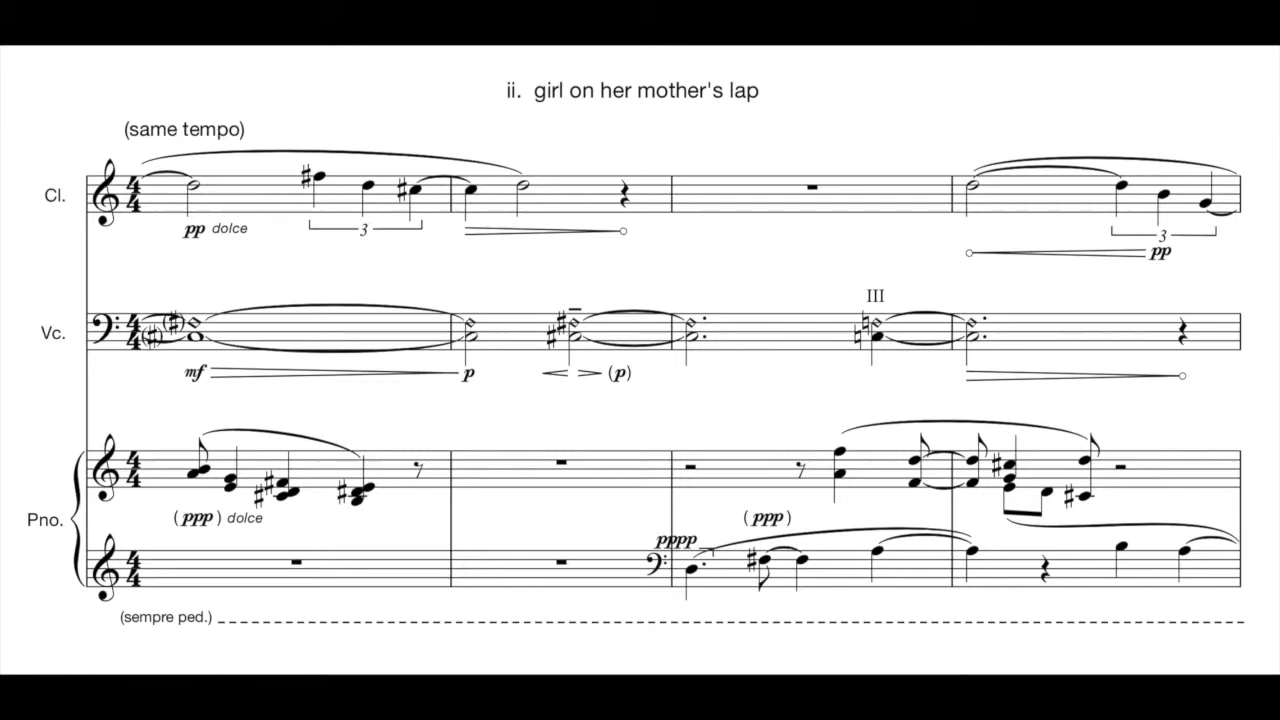 ii. girl on her mother's lap
(same tempo)
Cl.
pp dolce
3
3
pp
III
Vc.
mf
p
(p)
Pno.
(ppp) dolce
(ppp)
pppp
(sempre ped.)